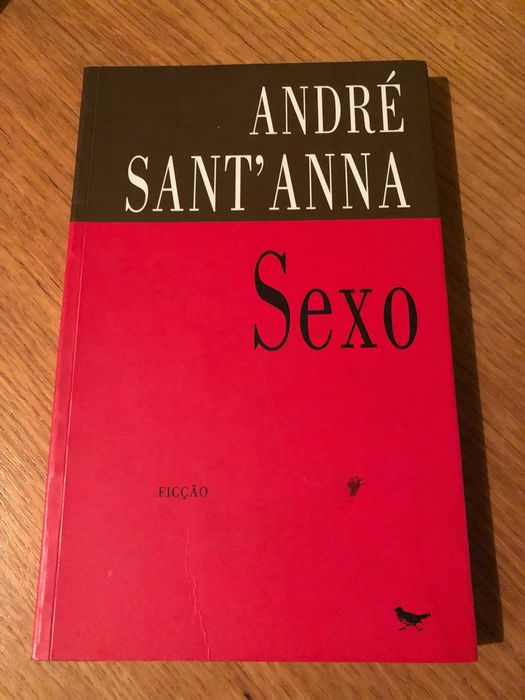 ANDRÉ
SANT'ANNA
Sexo
FICÇÃO